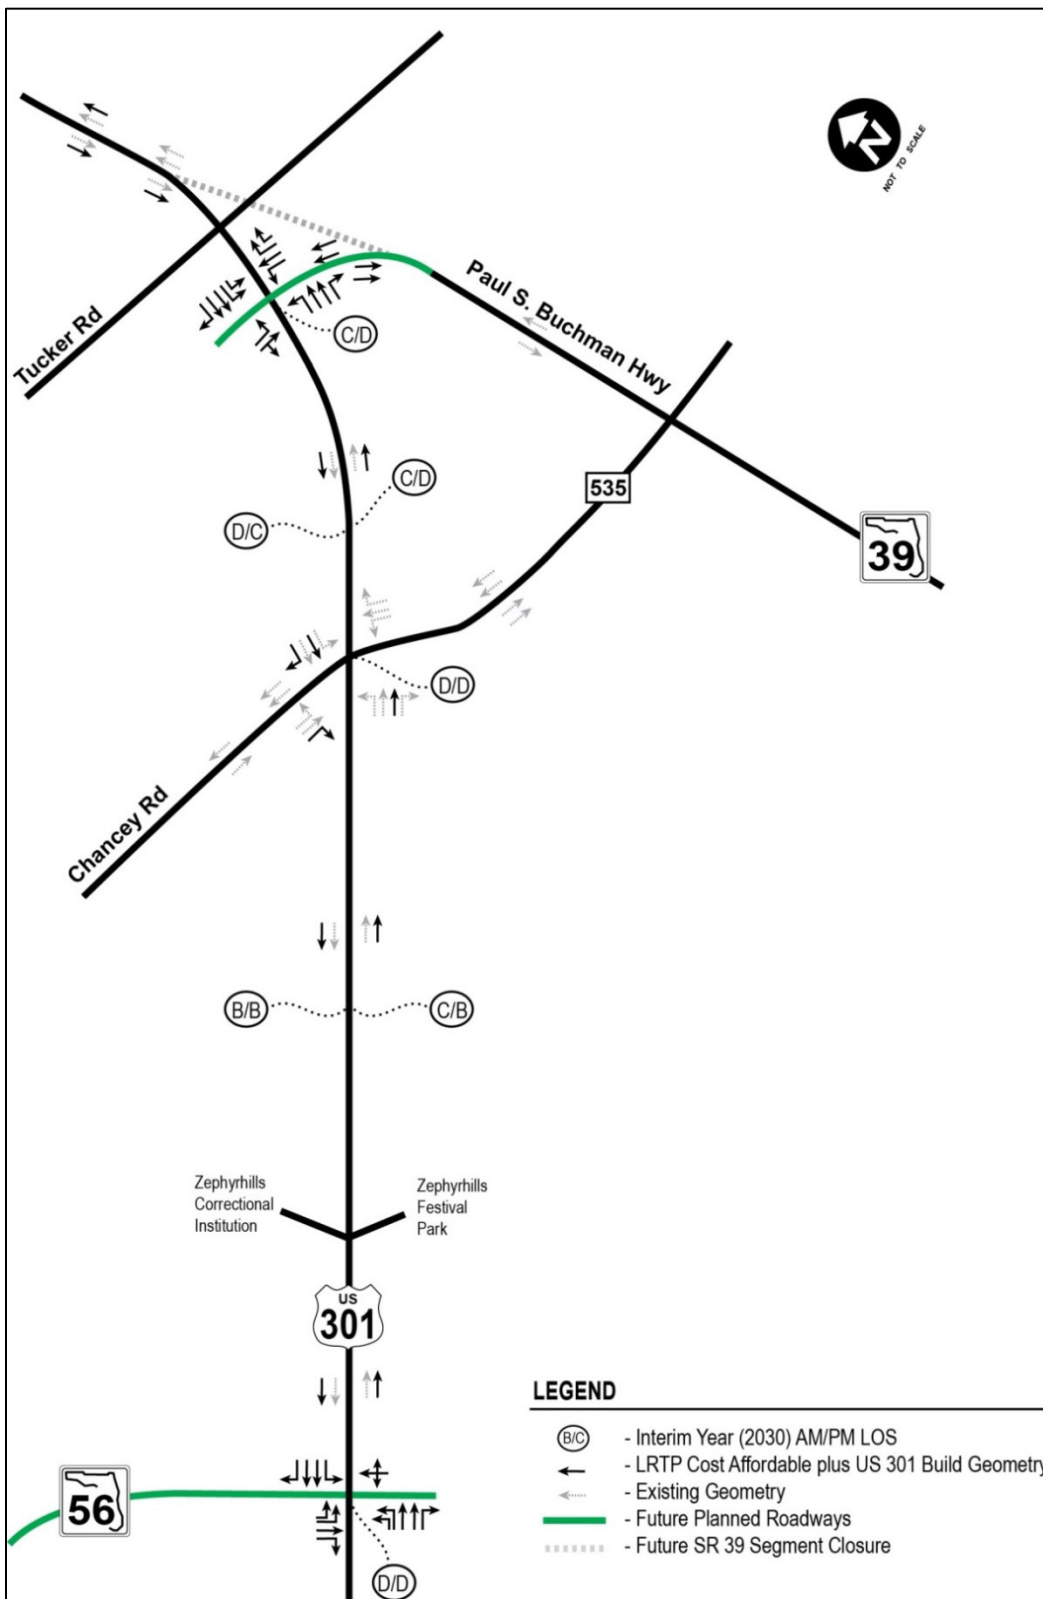 N
NOT TO SCALE
Tucker Rd
C/D
Paul S. Buchman Hwy
C/D
D/C
535
39
D/D
Chancey Rd
B/B
C/B
Zephyrhills
Correctional
Institution
Zephyrhills
Festival
Park
US
301
56
D/D
LEGEND
B/C - Interim Year (2030) AM/PM LOS
- LRTP Cost Affordable plus US 301 Build Geometry
- Existing Geometry
- Future Planned Roadways
- Future SR 39 Segment Closure